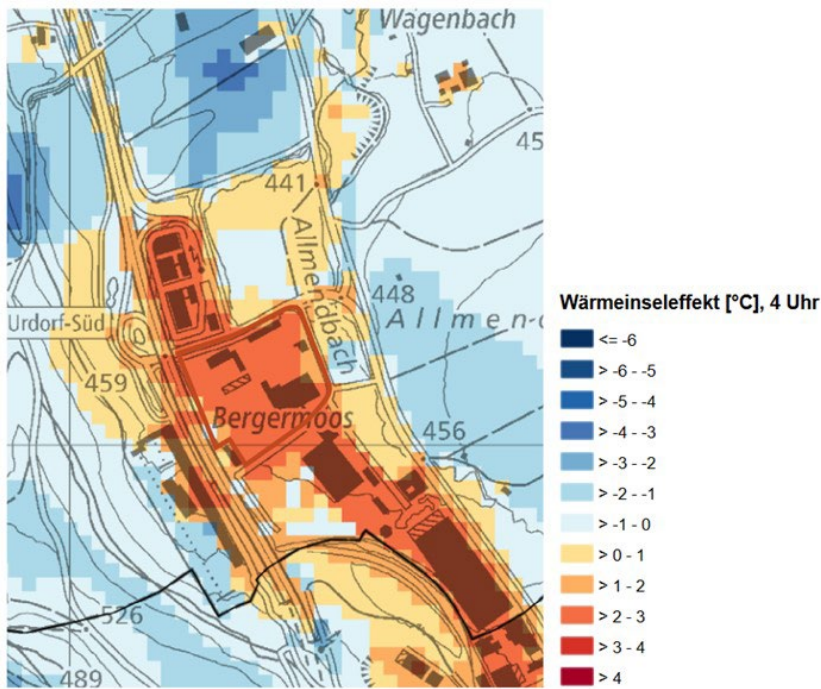 Wagenbach
45
441
Allmendbach
448
Allmen
Urdorf-Süd
459
Bergermoos
456
526
489
Wärmeinseleffekt [°C], 4 Uhr
<= -6
> -6 - -5
> -5 - -4
> -4 - -3
> -3 - -2
> -2 - -1
> -1 - 0
> 0 - 1
> 1 - 2
> 2 - 3
> 3 - 4
> 4